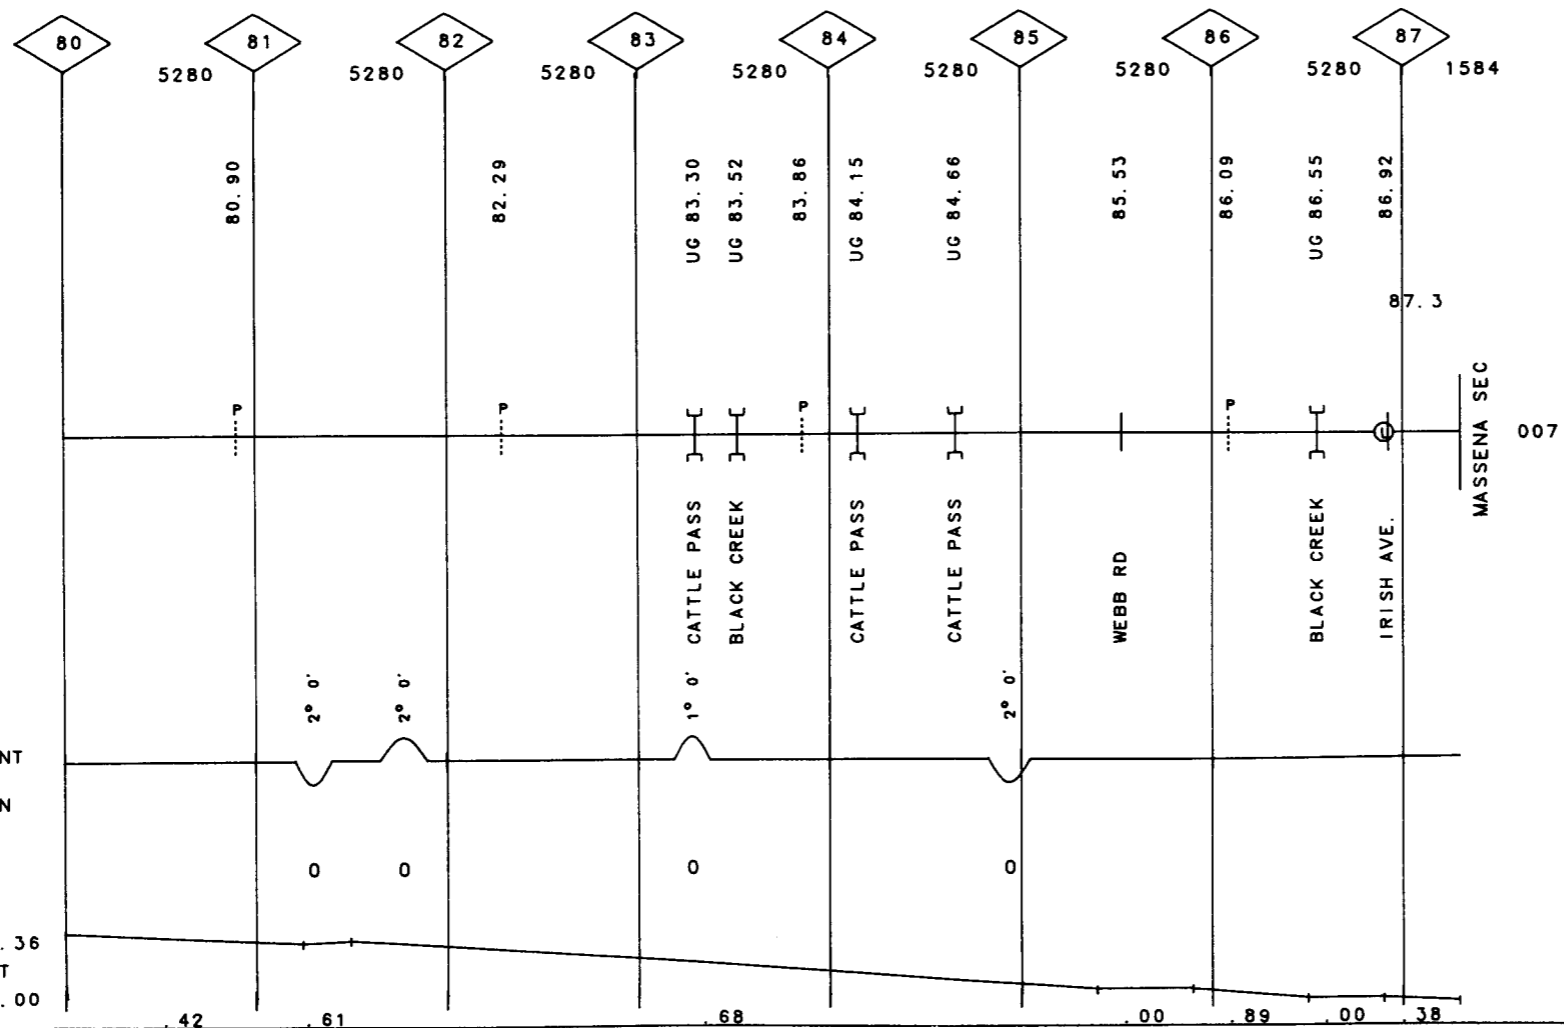 80 81 82 83 84 85 86 87
5280 5280 5280 5280 5280 5280 5280 1584
80.90
82.29
UG 83.30
UG 83.52
83.86
UG 84.15
UG 84.66
85.53
86.09
UG 86.55
86.92
87.3
P P P P
U
MASSENA SEC
007
CATTLE PASS
BLACK CREEK
CATTLE PASS
CATTLE PASS
WEBB RD
BLACK CREEK
IRISH AVE.
2° 0'
2° 0'
1° 0'
2° 0'
NT
N
0 0 0 0
.36
T
.00
.42 .61 .68 .00 .89 .00 .38